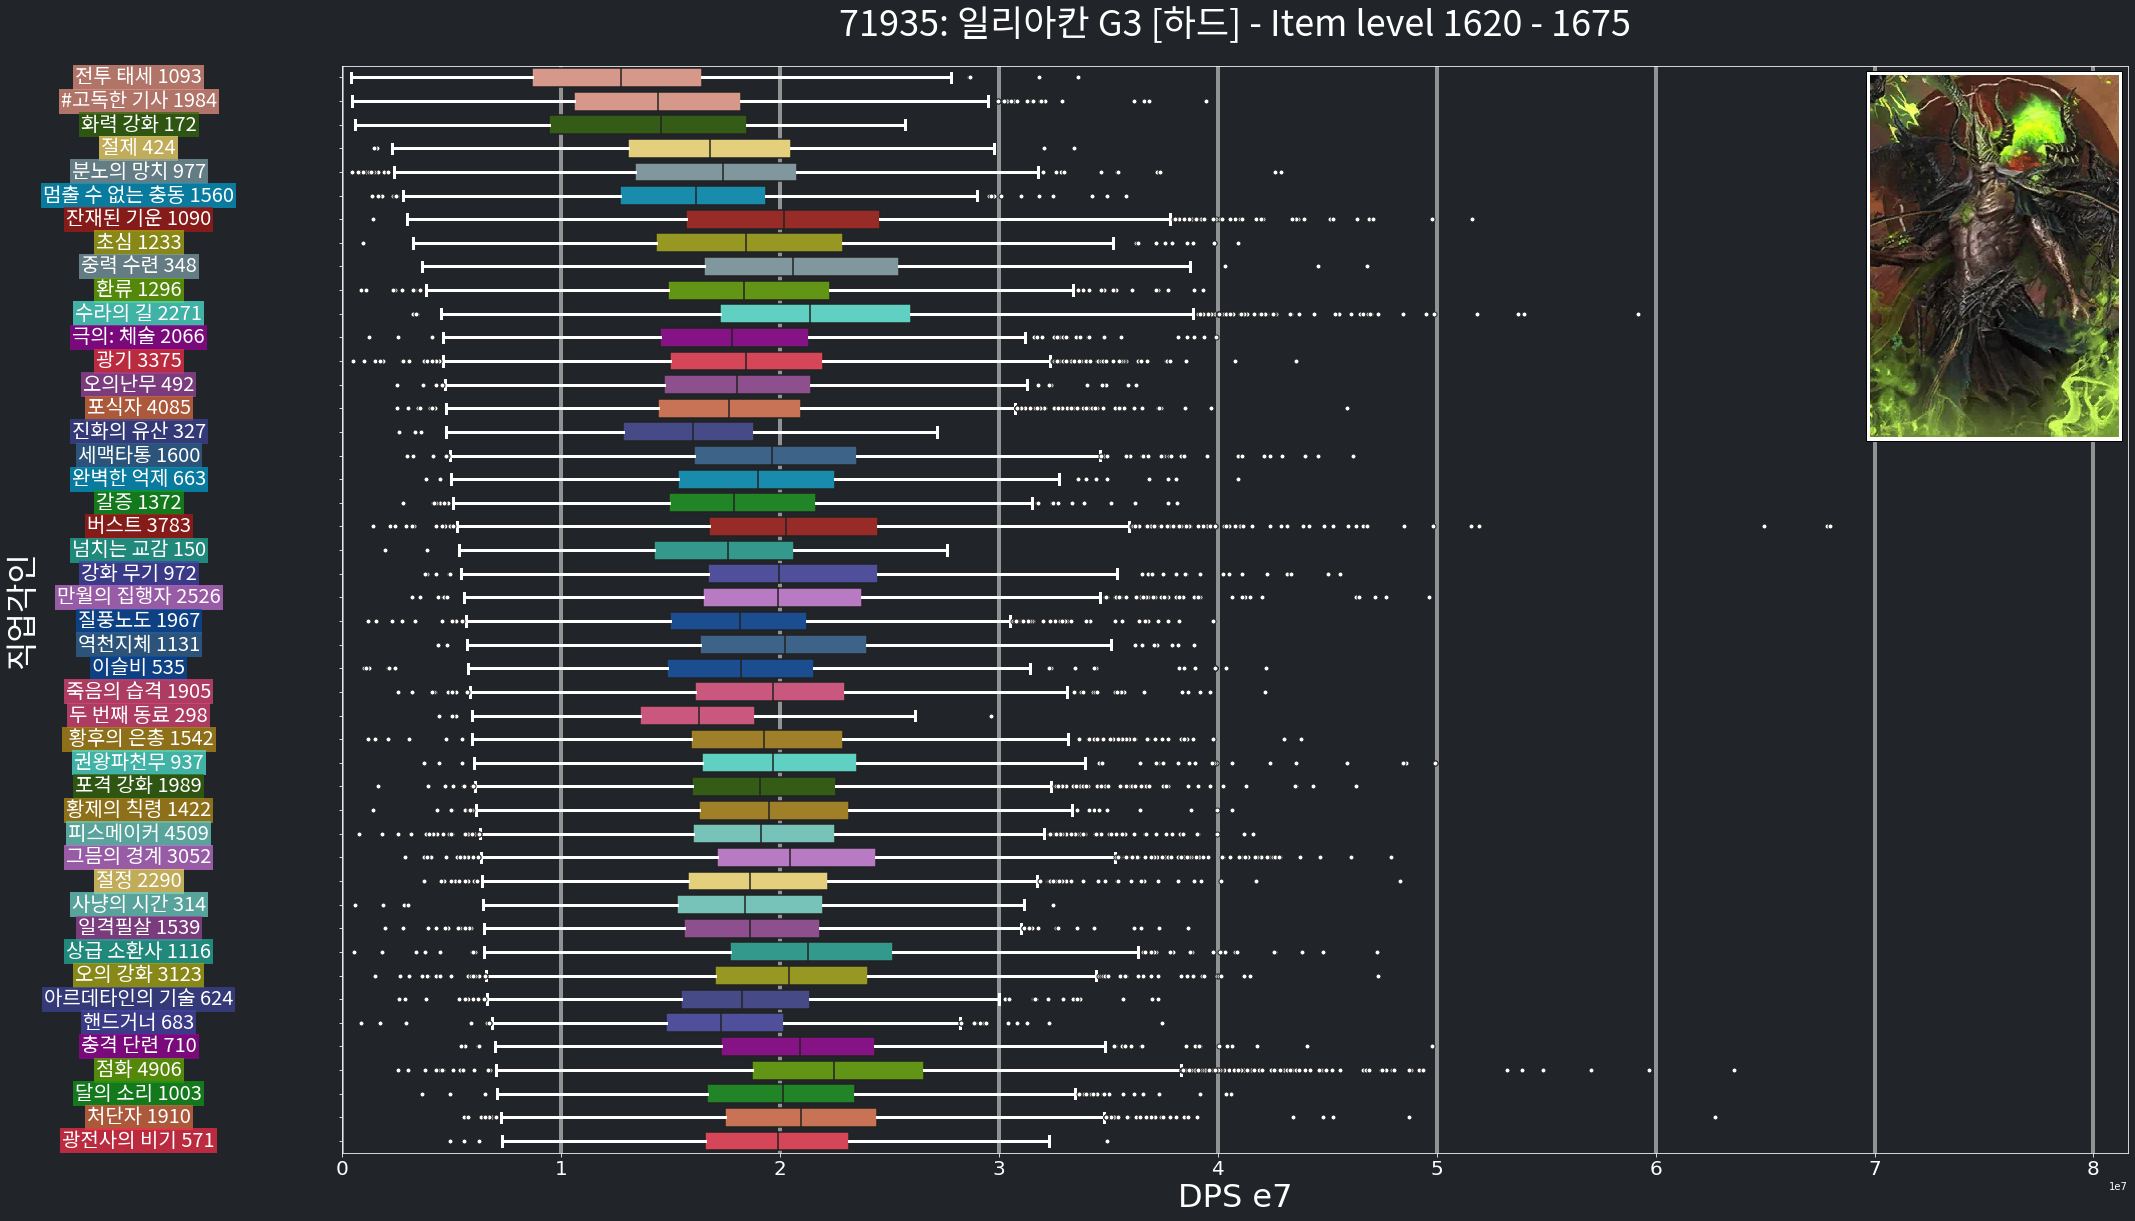 71935: 일리아칸 G3 [하드] - Item level 1620 - 1675
전투 태세 1093
#고독한 기사 1984
화력 강화 172
절제 424
분노의 망치 977
멈출 수 없는 충동 1560
잔재된 기운 1090
초심 1233
중력 수련 348
환류 1296
수라의 길 2271
극의: 체술 2066
광기 3375
오의난무 492
포식자 4085
진화의 유산 327
세맥타통 1600
완벽한 억제 663
갈증 1372
버스트 3783
넘치는 교감 150
강화 무기 972
만월의 집행자 2526
질풍노도 1967
역천지체 1131
이슬비 535
죽음의 습격 1905
두 번째 동료 298
황후의 은총 1542
권왕파천무 937
포격 강화 1989
황제의 칙령 1422
피스메이커 4509
그믐의 경계 3052
절정 2290
사냥의 시간 314
일격필살 1539
상급 소환사 1116
오의 강화 3123
아르데타인의 기술 624
핸드거너 683
충격 단련 710
점화 4906
달의 소리 1003
처단자 1910
광전사의 비기 571
직업각인
0 1 2 3 4 5 6 7 8
1e7
DPS e7